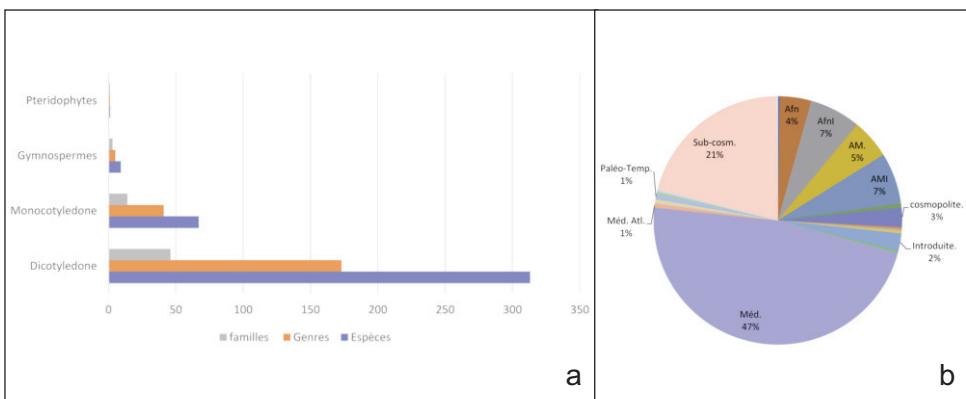 Pteridophytes
Gymnospermes
Monocotyledone
Dicotyledone
0 50 100 150 200 250 300 350
familles Genres Espèces
a
Afn
4%
AfnI
7%
AM.
5%
AMI
7%
cosmopolite.
3%
Introduite.
2%
Méd.
47%
Méd. Atl.
1%
Paléo-Temp.
1%
Sub-cosm.
21%
b